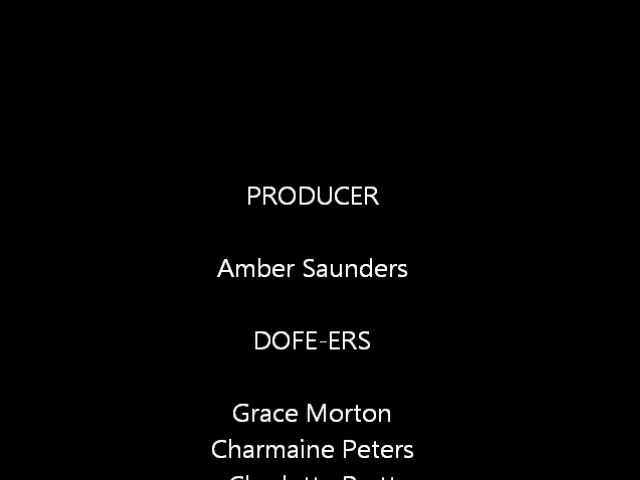 PRODUCER
Amber Saunders
DOFE-ERS
Grace Morton
Charmaine Peters